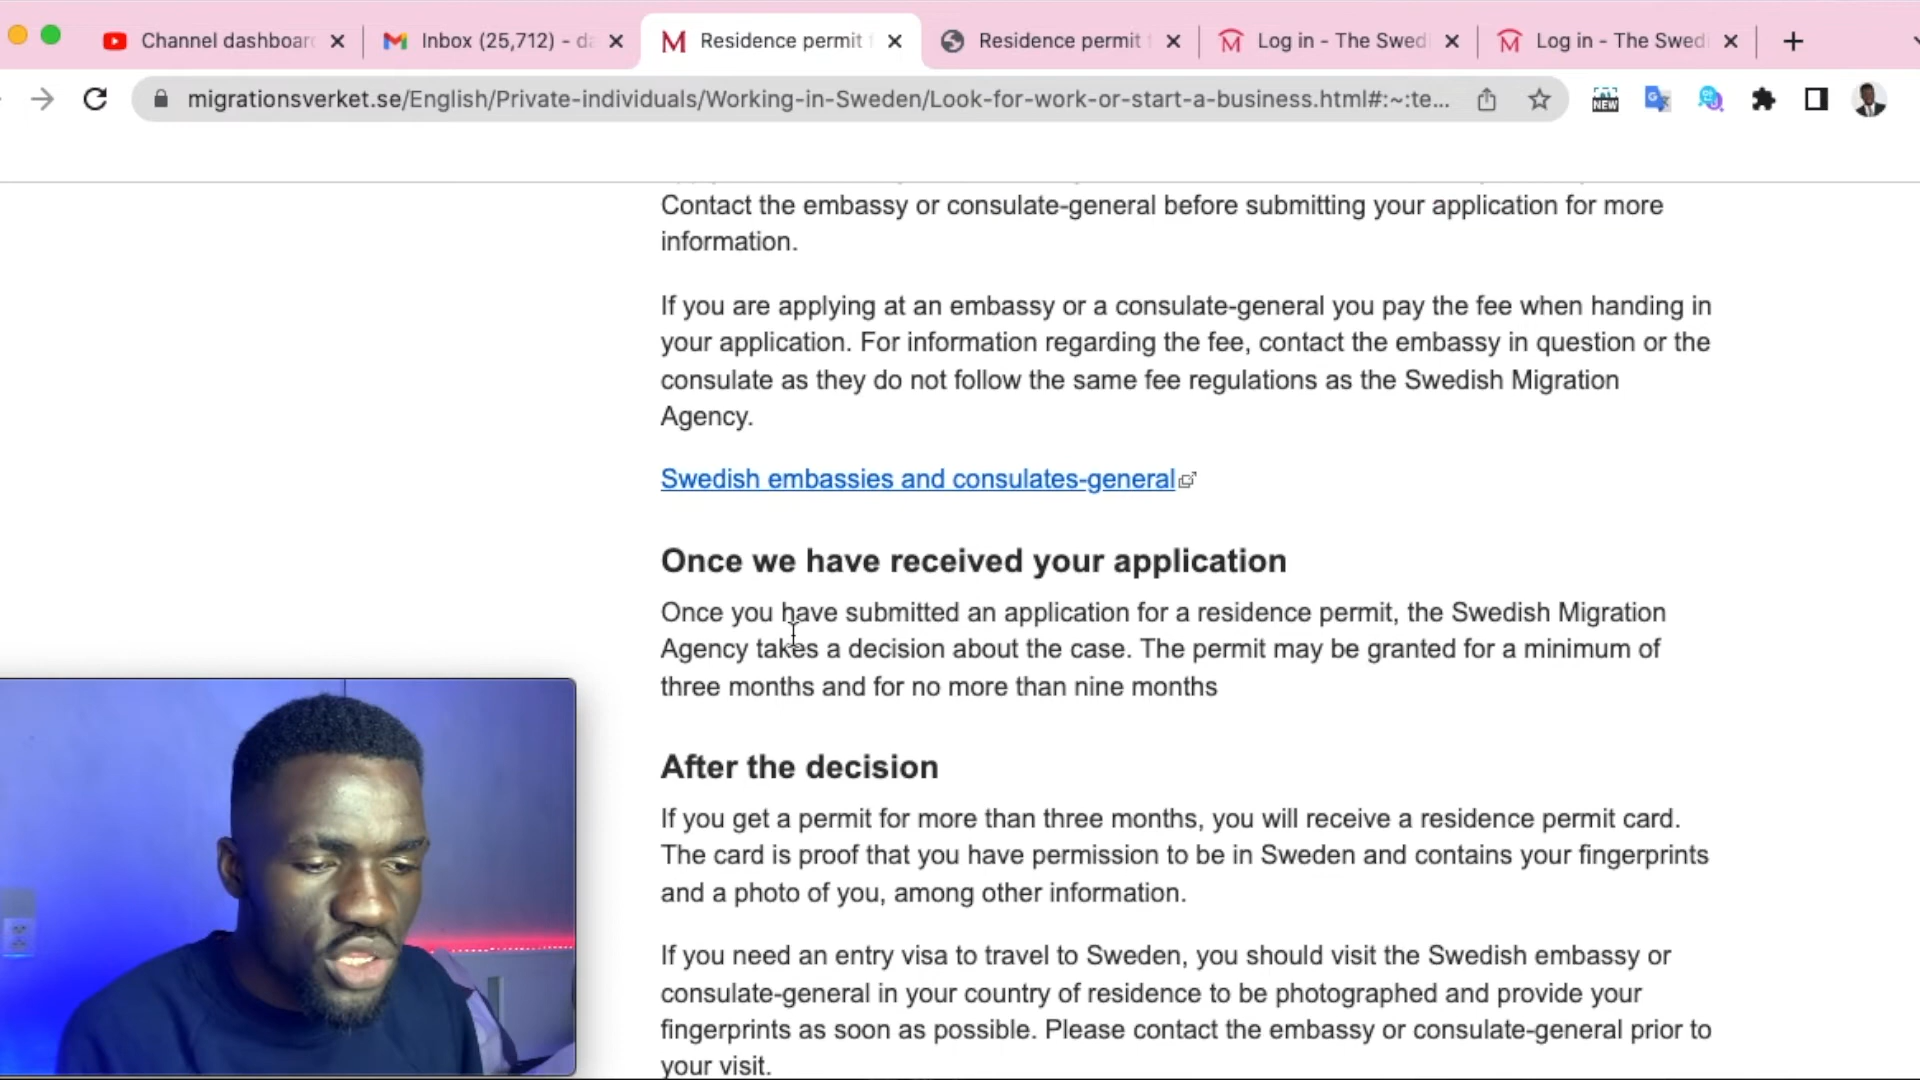 Channel dashboar
Inbox (25,712) - da
Residence permit f
Residence permit f
Log in - The Swed
Log in - The Swed
migrationsverket.se/English/Private-individuals/Working-in-Sweden/Look-for-work-or-start-a-business.html#:~:te...
NEW
Contact the embassy or consulate-general before submitting your application for more
information.
If you are applying at an embassy or a consulate-general you pay the fee when handing in
your application. For information regarding the fee, contact the embassy in question or the
consulate as they do not follow the same fee regulations as the Swedish Migration
Agency.
Swedish embassies and consulates-general
Once we have received your application
Once you have submitted an application for a residence permit, the Swedish Migration
Agency takes a decision about the case. The permit may be granted for a minimum of
three months and for no more than nine months
After the decision
If you get a permit for more than three months, you will receive a residence permit card.
The card is proof that you have permission to be in Sweden and contains your fingerprints
and a photo of you, among other information.
If you need an entry visa to travel to Sweden, you should visit the Swedish embassy or
consulate-general in your country of residence to be photographed and provide your
fingerprints as soon as possible. Please contact the embassy or consulate-general prior to
your visit.